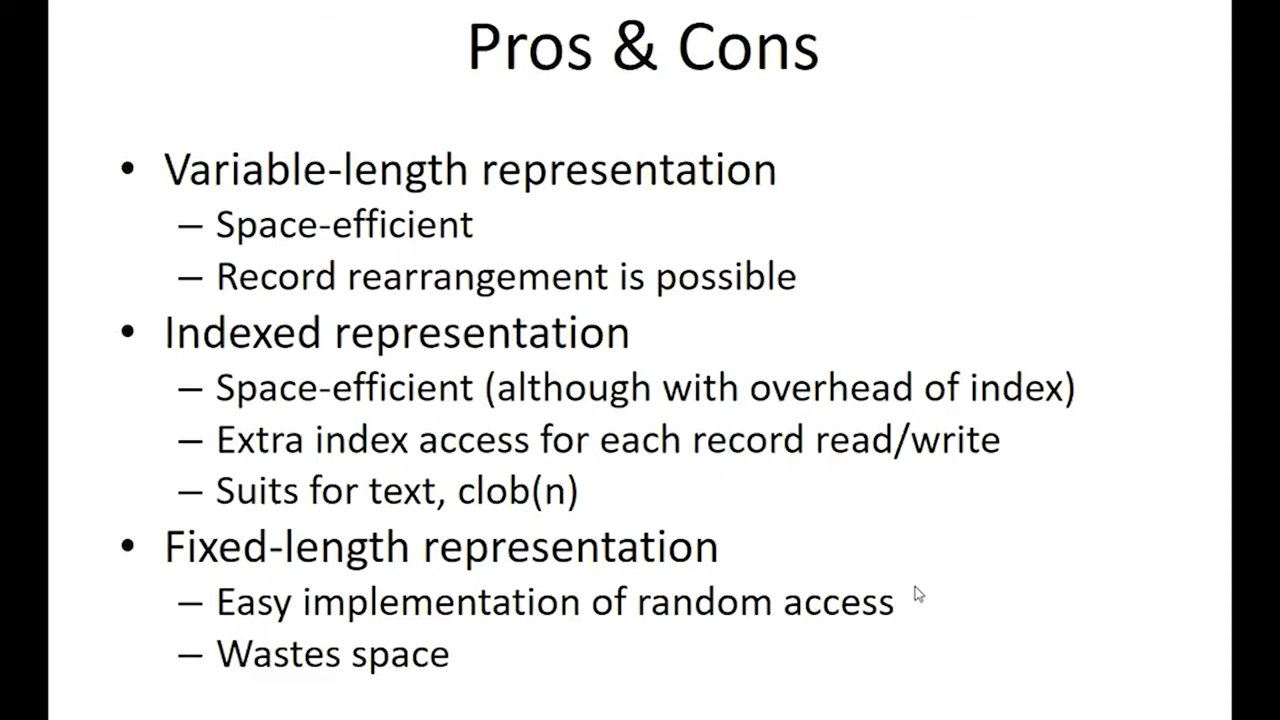 Pros & Cons
• Variable-length representation
– Space-efficient
– Record rearrangement is possible
• Indexed representation
– Space-efficient (although with overhead of index)
– Extra index access for each record read/write
– Suits for text, clob(n)
• Fixed-length representation
– Easy implementation of random access
– Wastes space